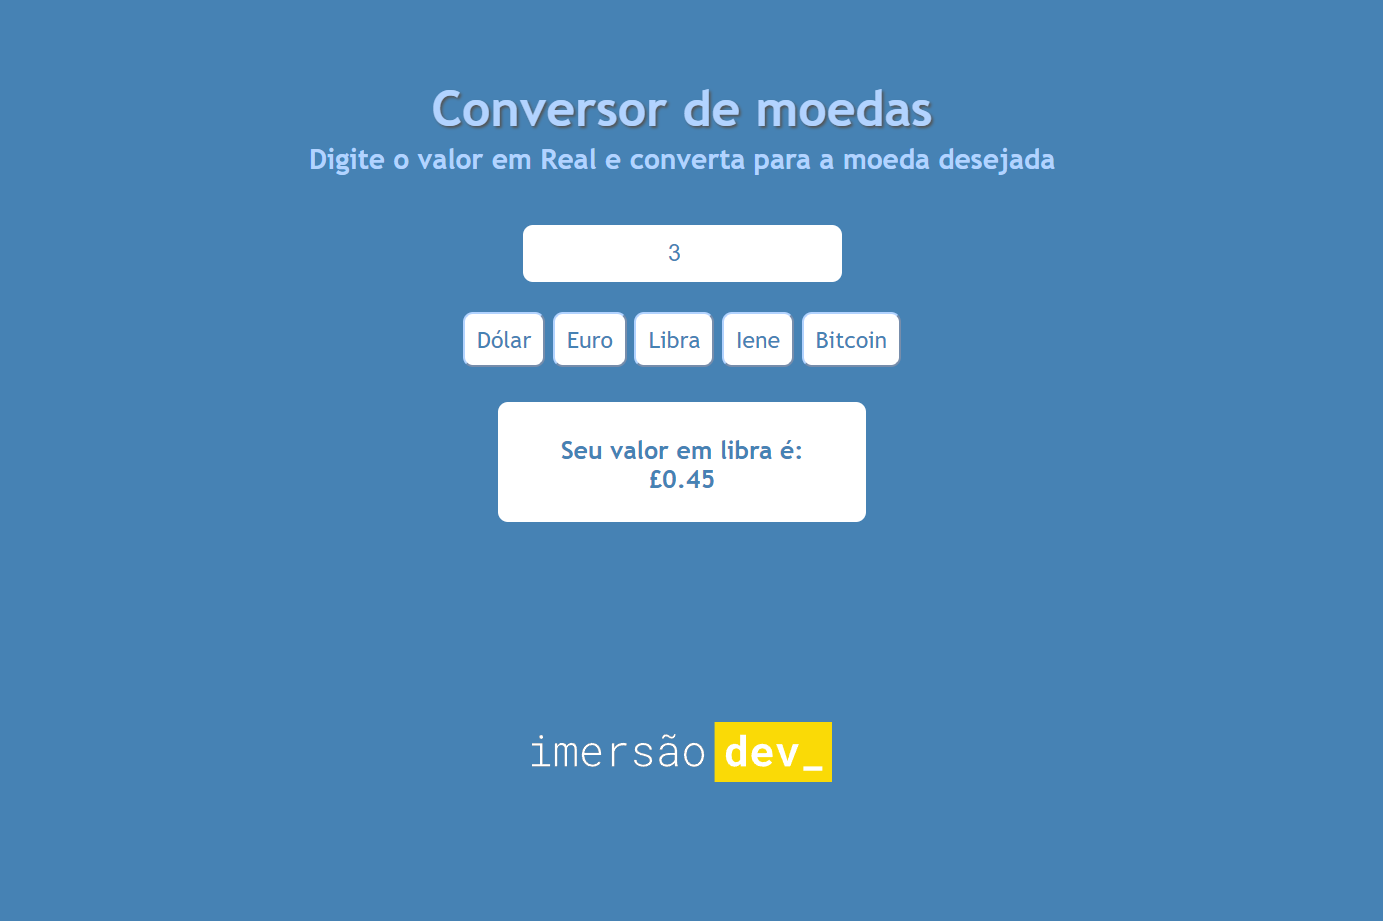 Conversor de moedas
Digite o valor em Real e converta para a moeda desejada
3
Dólar Euro Libra Iene Bitcoin
Seu valor em libra é:
£0.45
imersão dev_